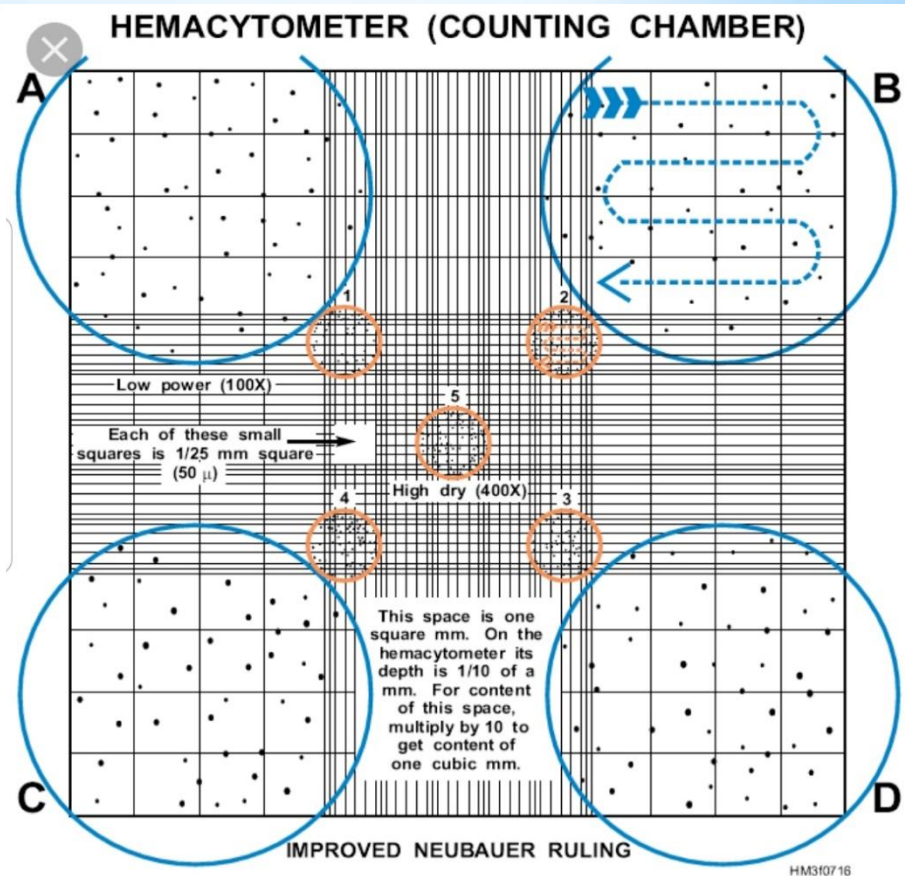 HEMACYTOMETER (COUNTING CHAMBER)
A
B
1
2
Low power (100X)
5
Each of these small
squares is 1/25 mm square
(50 μ)
High dry (400X)
4
3
This space is one
square mm. On the
hemacytometer its
depth is 1/10 of a
mm. For content
of this space,
multiply by 10 to
get content of
one cubic mm.
C
D
IMPROVED NEUBAUER RULING
HM3f0716